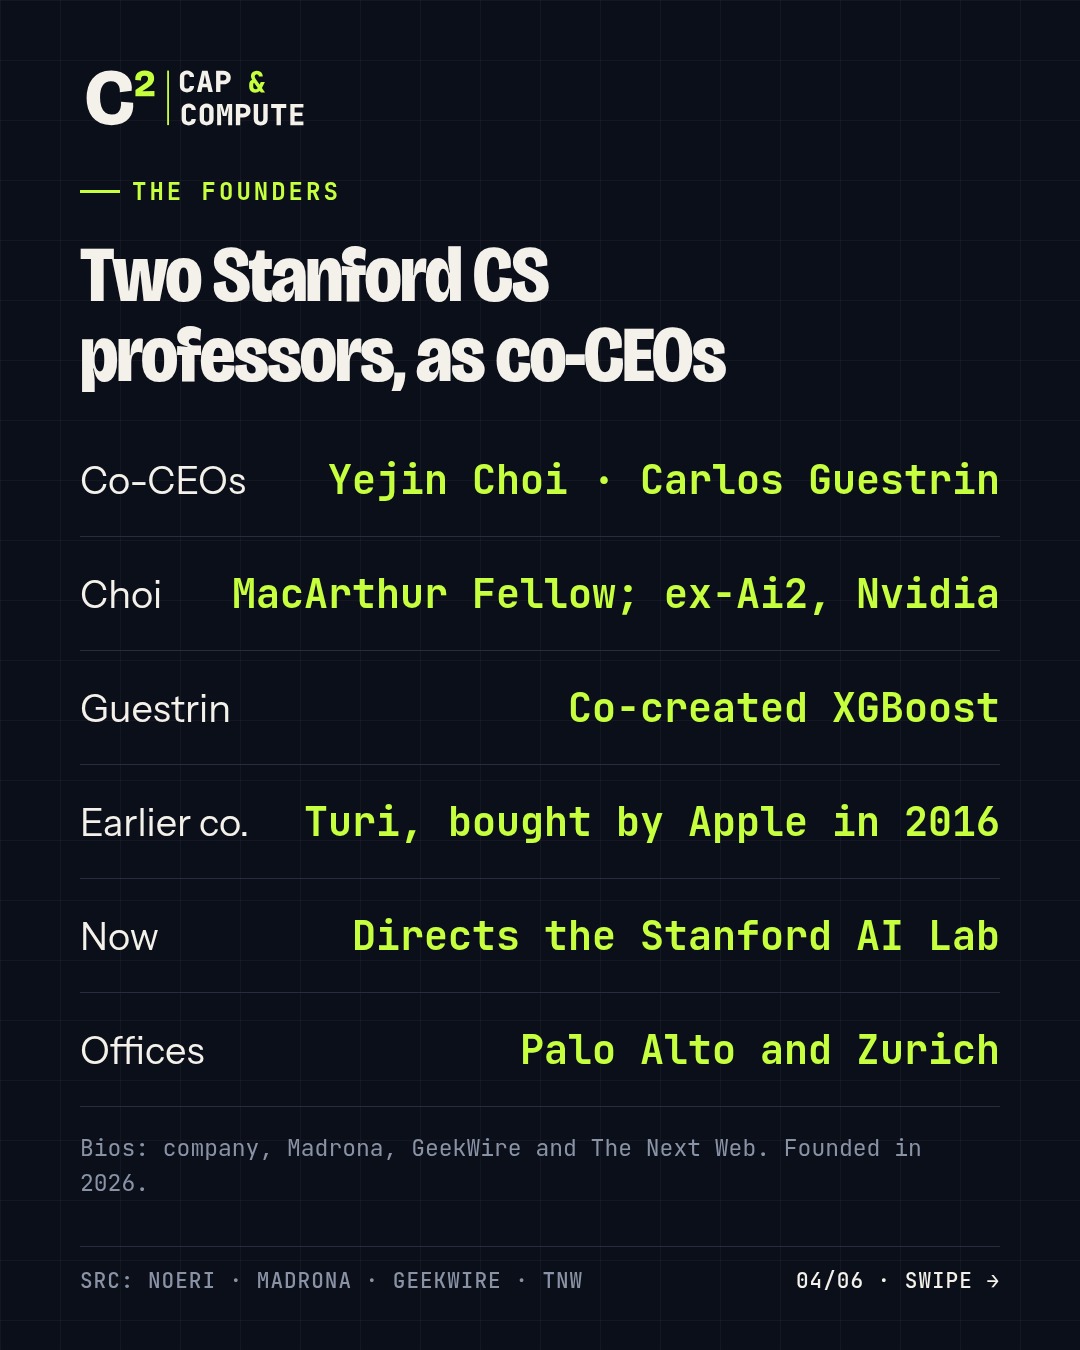 C² CAP &
COMPUTE
THE FOUNDERS
Two Stanford CS
professors, as co-CEOs
Co-CEOs Yejin Choi · Carlos Guestrin
Choi MacArthur Fellow; ex-Ai2, Nvidia
Guestrin Co-created XGBoost
Earlier co. Turi, bought by Apple in 2016
Now Directs the Stanford AI Lab
Offices Palo Alto and Zurich
Bios: company, Madrona, GeekWire and The Next Web. Founded in
2026.
SRC: NOERI · MADRONA · GEEKWIRE · TNW 04/06 · SWIPE →